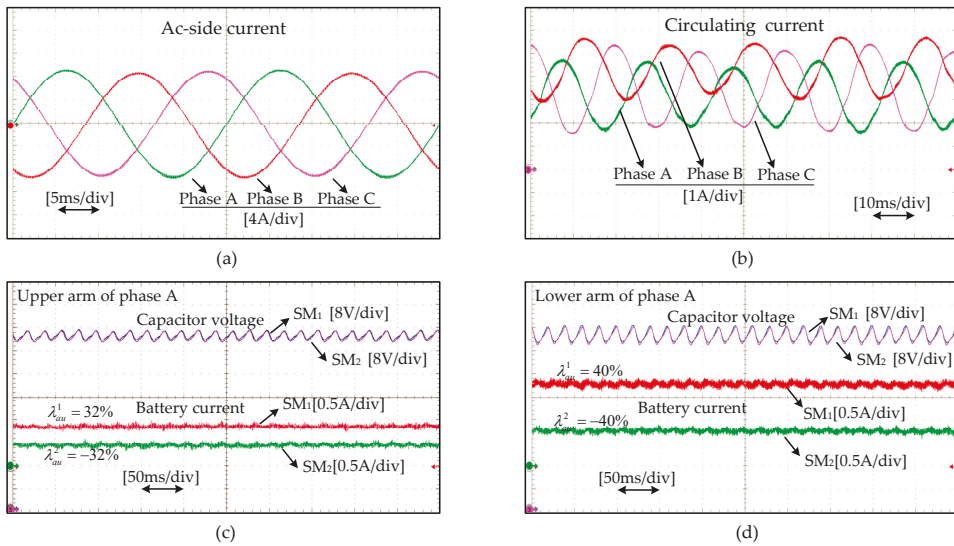 Ac-side current
[5ms/div]
Phase A Phase B Phase C
[4A/div]
(a)
Circulating current
Phase A Phase B Phase C
[1A/div]
[10ms/div]
(b)
Upper arm of phase A
Capacitor voltage
SM₁ [8V/div]
SM₂ [8V/div]
λ¹ₐᵤ = 32%
Battery current
SM₁[0.5A/div]
λ²ₐᵤ = −32%
SM₂[0.5A/div]
[50ms/div]
(c)
Lower arm of phase A
Capacitor voltage
SM₁ [8V/div]
SM₂ [8V/div]
λ¹ₐᵤ = 40%
Battery current
SM₁[0.5A/div]
λ²ₐᵤ = −40%
SM₂[0.5A/div]
[50ms/div]
(d)